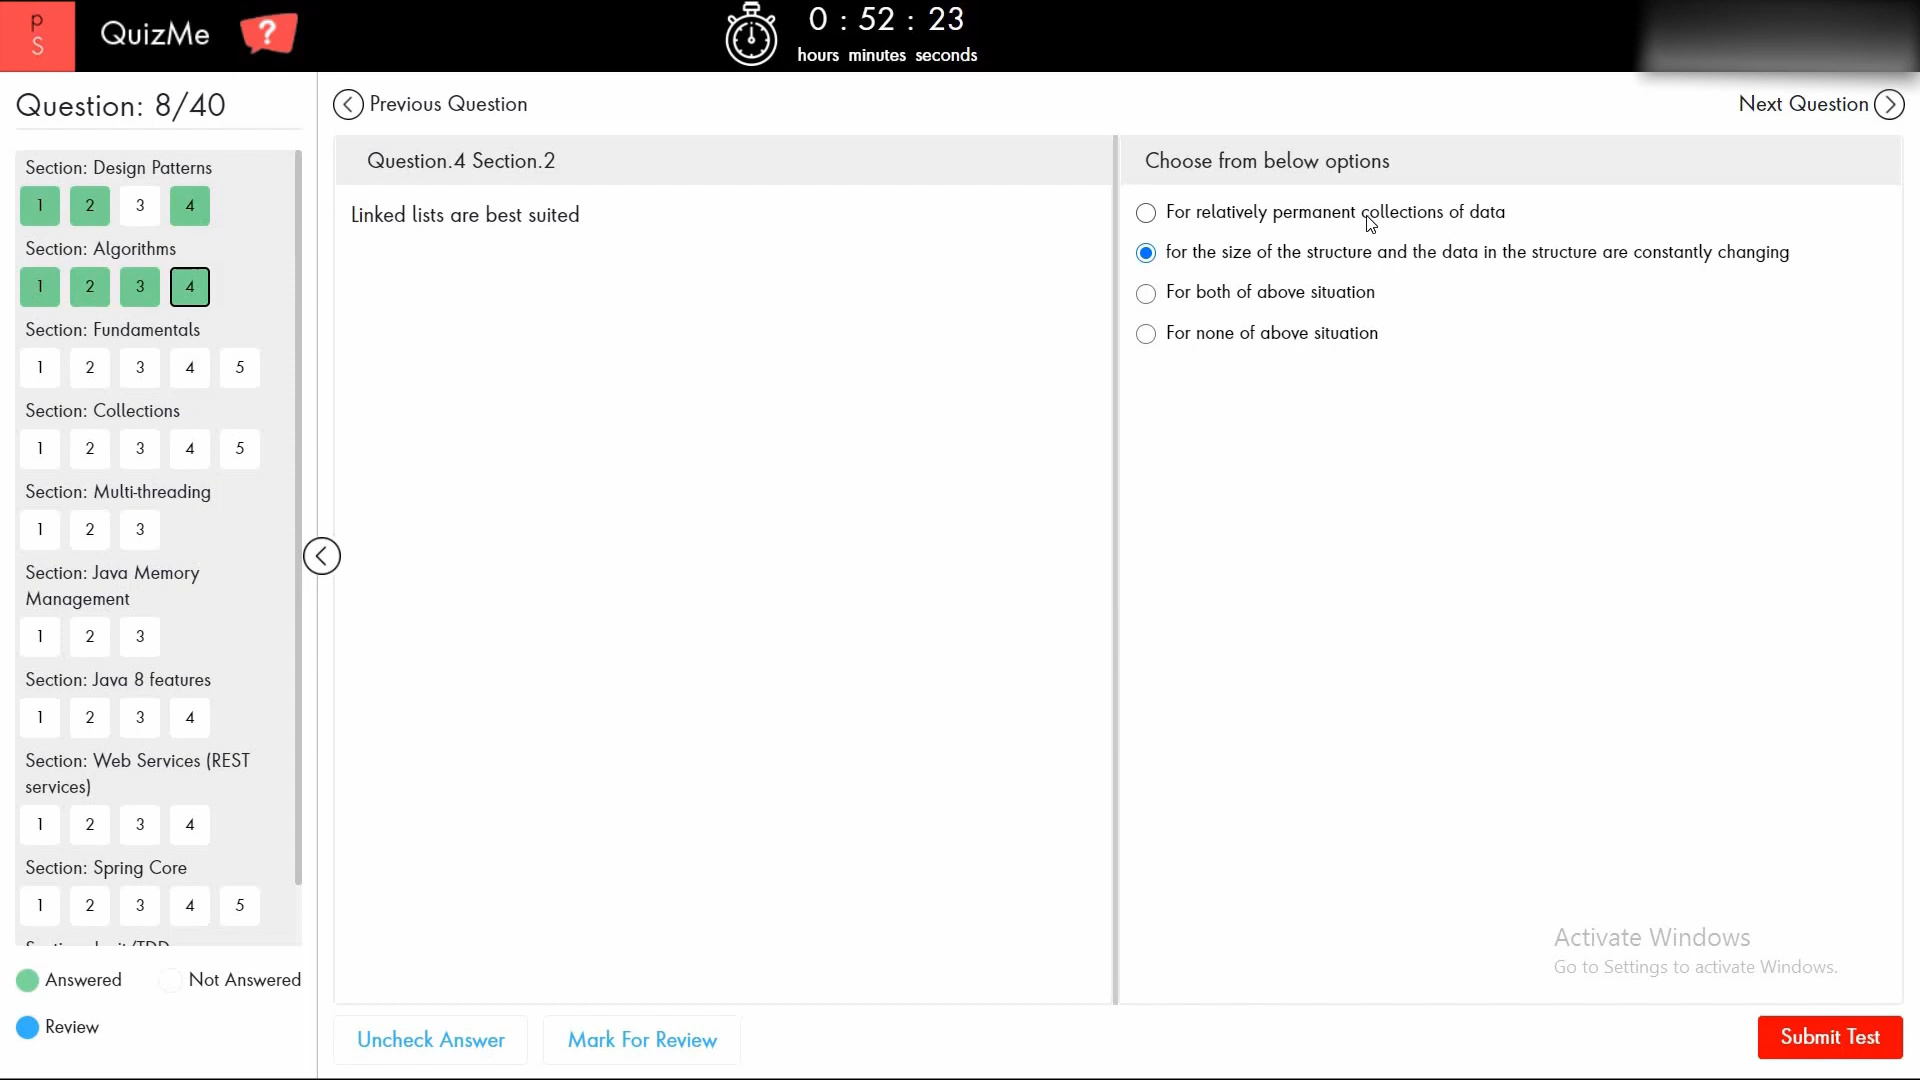 P
S
QuizMe
?
0 : 52 : 23
hours minutes seconds
Question: 8/40
Previous Question
Next Question
Section: Design Patterns
1 2 3 4
Section: Algorithms
1 2 3 4
Section: Fundamentals
1 2 3 4 5
Section: Collections
1 2 3 4 5
Section: Multi-threading
1 2 3
Section: Java Memory
Management
1 2 3
Section: Java 8 features
1 2 3 4
Section: Web Services (REST
services)
1 2 3 4
Section: Spring Core
1 2 3 4 5
Answered
Not Answered
Review
Question.4 Section.2
Linked lists are best suited
Choose from below options
For relatively permanent collections of data
for the size of the structure and the data in the structure are constantly changing
For both of above situation
For none of above situation
Activate Windows
Go to Settings to activate Windows.
Uncheck Answer
Mark For Review
Submit Test